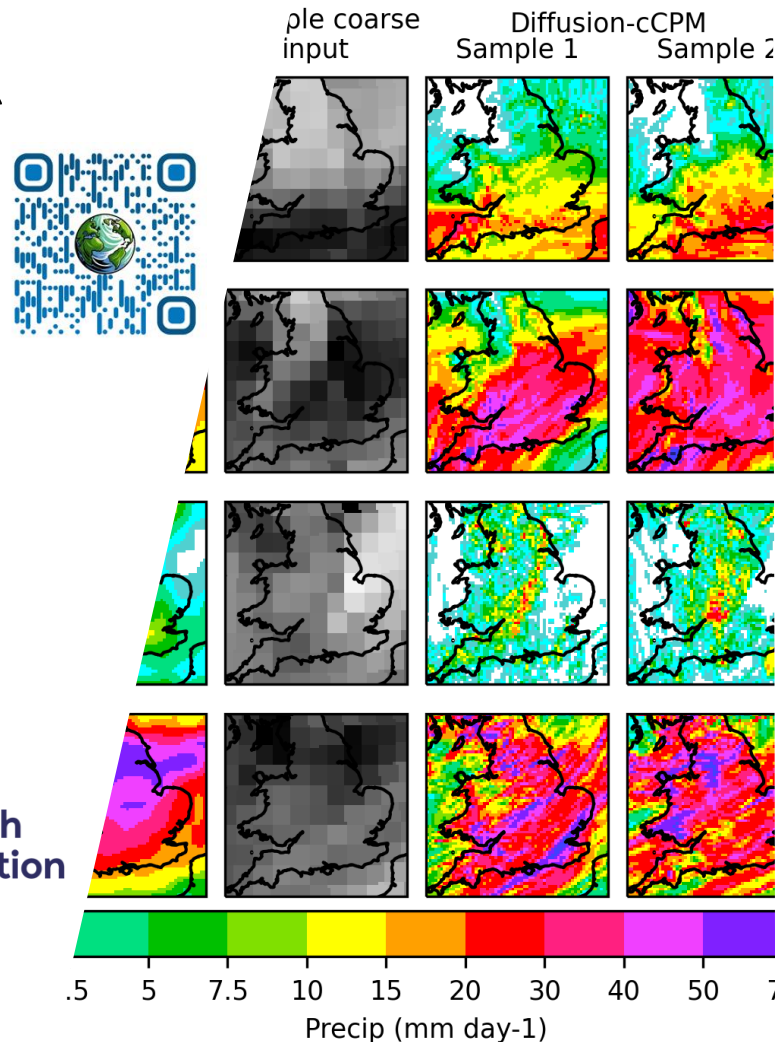 ple coarse
input
Diffusion-cCPM
Sample 1
Sample 2
h
tion
.5 5 7.5 10 15 20 30 40 50 7
Precip (mm day-1)